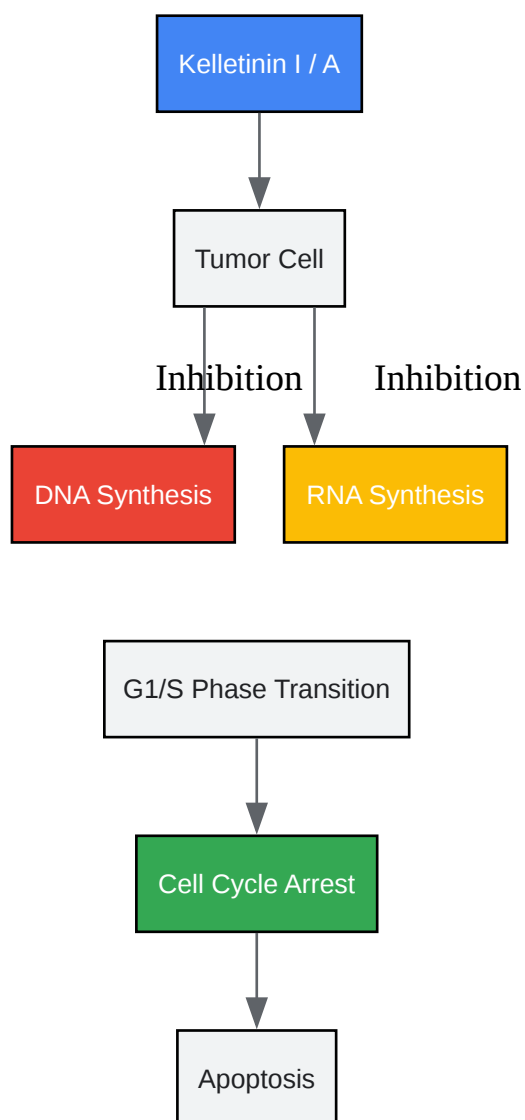 Kelletinin I / A
Tumor Cell
Inhibition
Inhibition
DNA Synthesis
RNA Synthesis
G1/S Phase Transition
Cell Cycle Arrest
Apoptosis